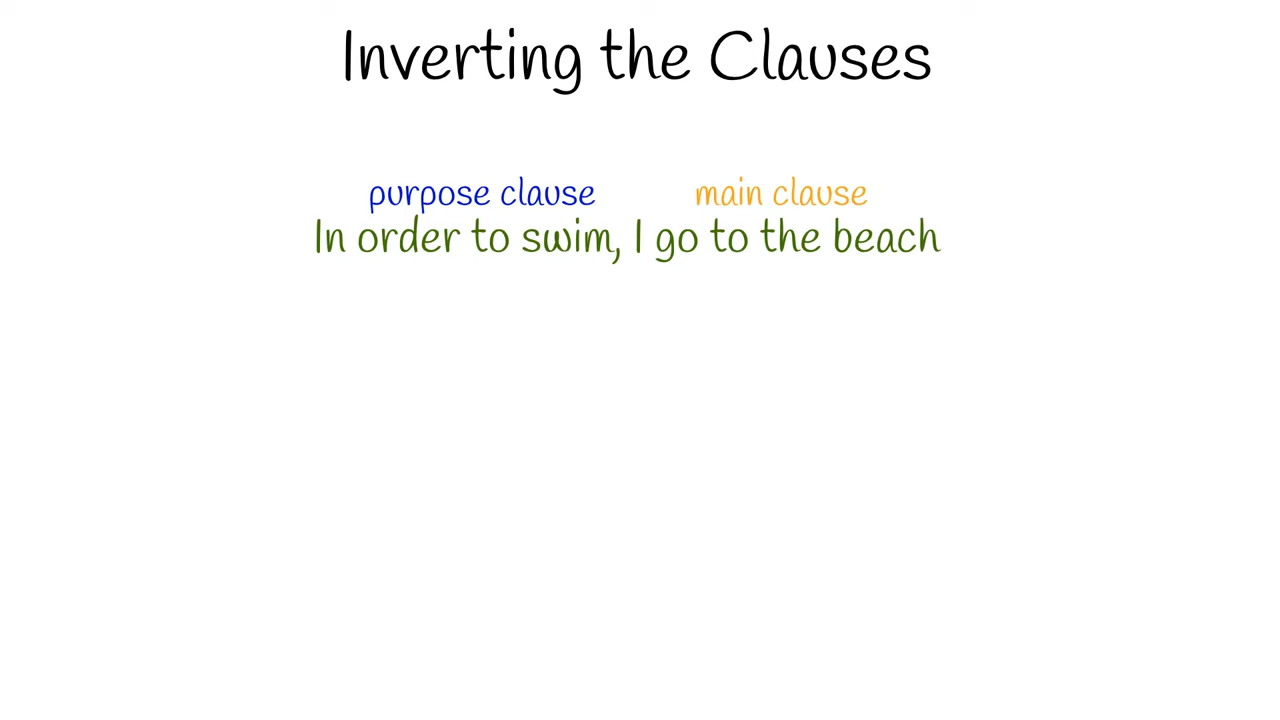 Inverting the Clauses
purpose clause main clause
In order to swim, I go to the beach